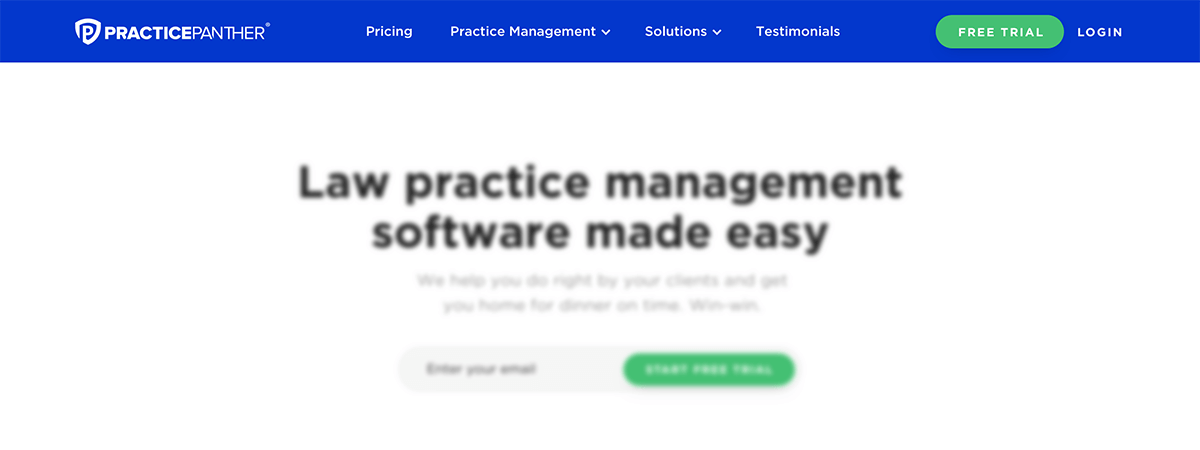 PRACTICEPANTHER®
Pricing
Practice Management
Solutions
Testimonials
FREE TRIAL
LOGIN
Law practice management
software made easy
We help you do right by your clients and get
you home for dinner on time. Win-win.
Enter your email
START FREE TRIAL